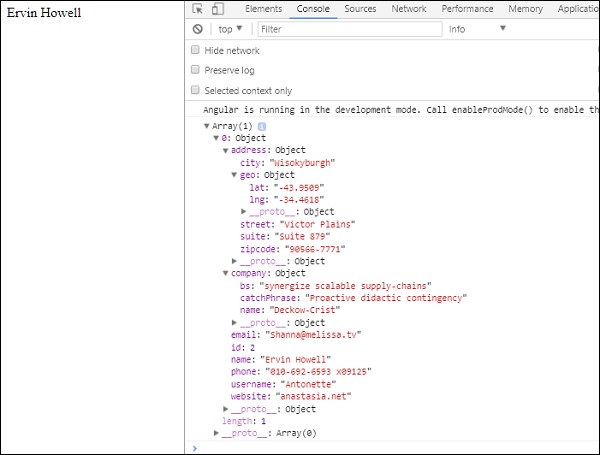 Ervin Howell
Elements Console Sources Network Performance Memory Applicatio
top ▼ Filter Info ▼
Hide network
Preserve log
Selected context only
Angular is running in the development mode. Call enableProdMode() to enable th
▼ Array(1) i
▼ 0: Object
▼ address: Object
city: "Wisokyburgh"
▼ geo: Object
lat: "-43.9509"
lng: "-34.4618"
▶ __proto__: Object
street: "Victor Plains"
suite: "Suite 879"
zipcode: "90566-7771"
▶ __proto__: Object
▼ company: Object
bs: "synergize scalable supply-chains"
catchPhrase: "Proactive didactic contingency"
name: "Deckow-Crist"
▶ __proto__: Object
email: "Shanna@melissa.tv"
id: 2
name: "Ervin Howell"
phone: "010-692-6593 x09125"
username: "Antonette"
website: "anastasia.net"
▶ __proto__: Object
length: 1
▶ __proto__: Array(0)
>